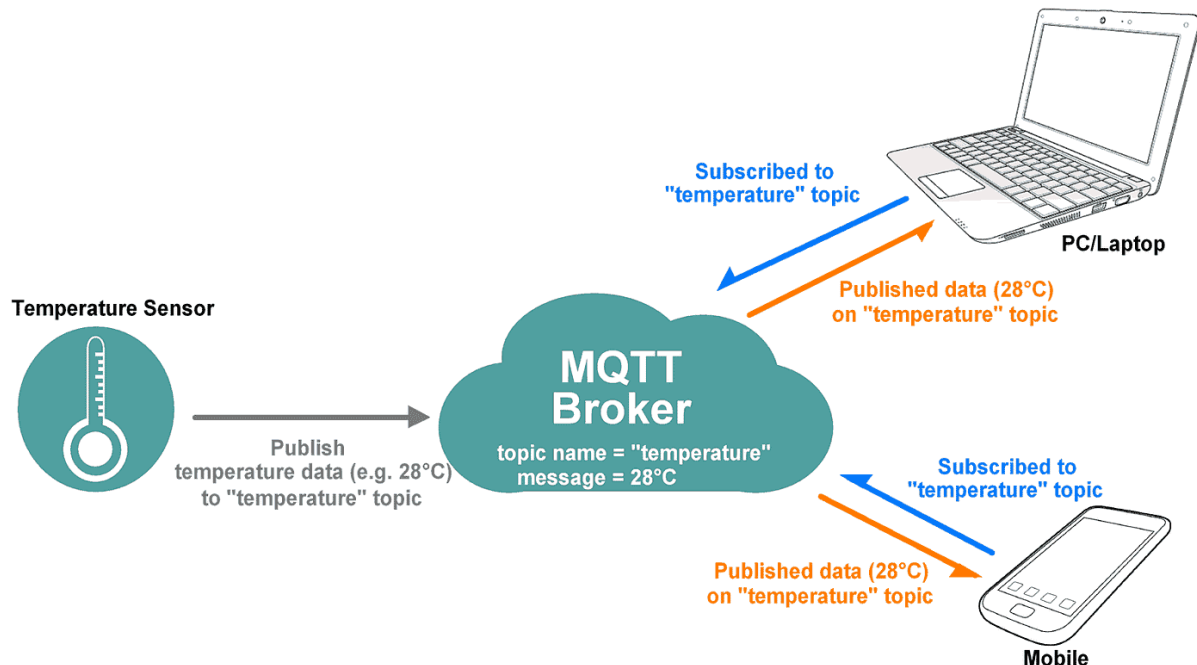 Temperature Sensor
Publish
temperature data (e.g. 28°C)
to "temperature" topic
MQTT
Broker
topic name = "temperature"
message = 28°C
Subscribed to
"temperature" topic
PC/Laptop
Published data (28°C)
on "temperature" topic
Subscribed to
"temperature" topic
Published data (28°C)
on "temperature" topic
Mobile